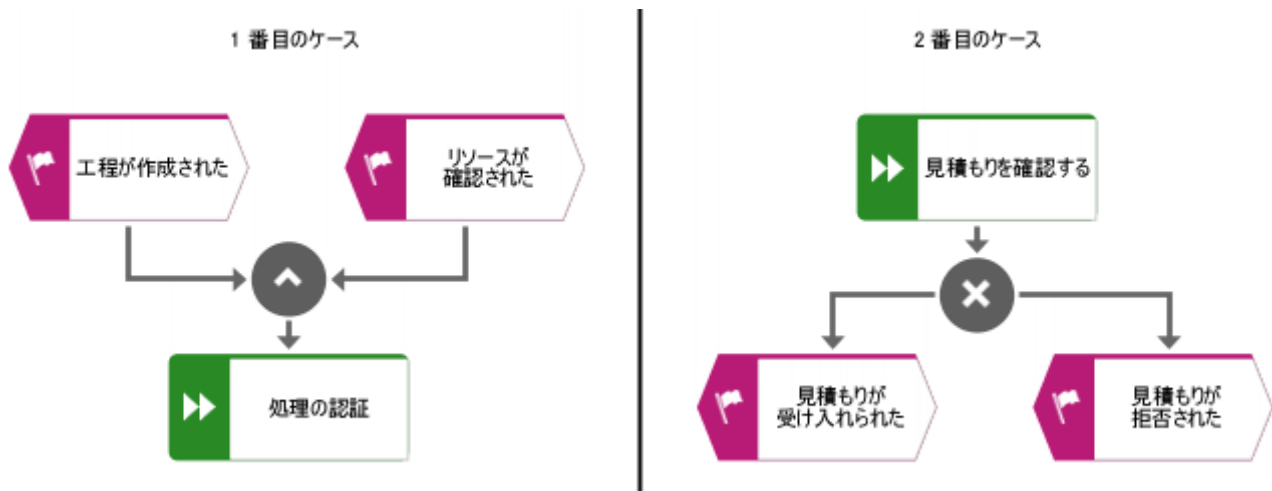 1 番目のケース
工程が作成された
リソースが
確認された
処理の認証
2 番目のケース
見積もりを確認する
見積もりが
受け入れられた
見積もりが
拒否された